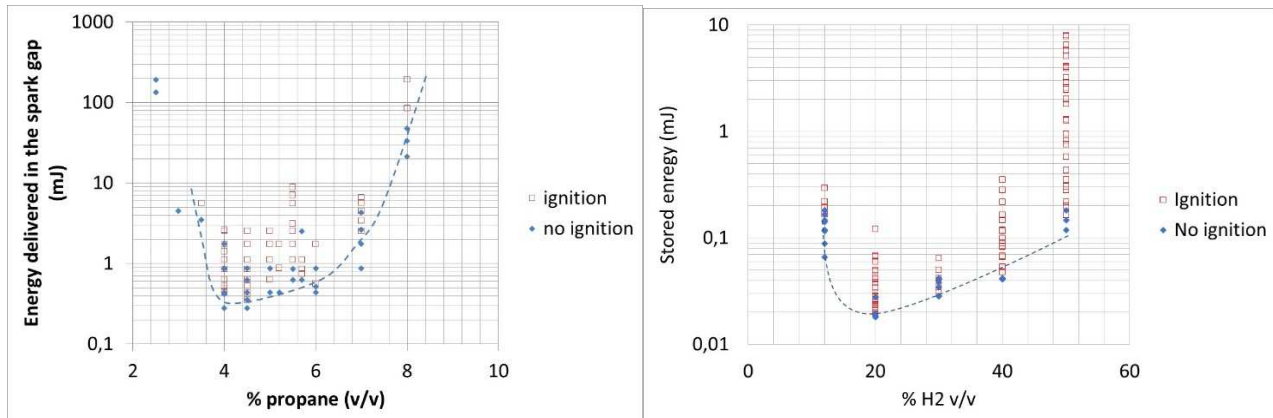 1000
100
10
1
0,1
2
4
6
8
10
Energy delivered in the spark gap
(mJ)
% propane (v/v)
ignition
no ignition
10
1
0,1
0,01
0
20
40
60
Stored enregy (mJ)
% H2 v/v
Ignition
No ignition